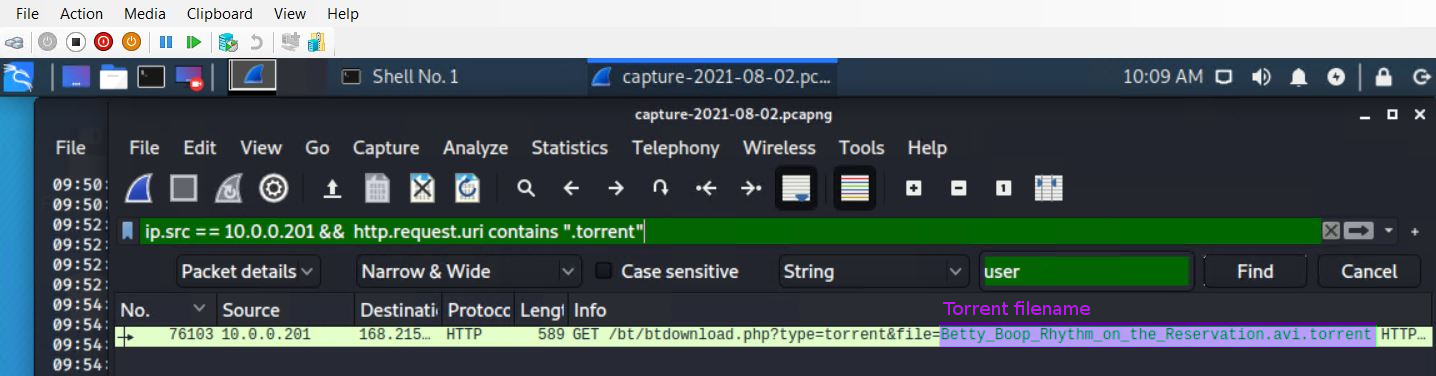 File Action Media Clipboard View Help
Shell No. 1 capture-2021-08-02.pc... 10:09 AM
capture-2021-08-02.pcapng
File File Edit View Go Capture Analyze Statistics Telephony Wireless Tools Help
09:50:
09:50:
09:52:
ip.src == 10.0.0.201 && http.request.uri contains ".torrent"
09:52:
09:52:
Packet details Narrow & Wide Case sensitive String user Find Cancel
09:52:
09:54:
Torrent filename
No. Source Destinati Protocc Lengt Info
09:54:
76103 10.0.0.201 168.215… HTTP 589 GET /bt/btdownload.php?type=torrent&file=Betty_Boop_Rhythm_on_the_Reservation.avi.torrent HTTP…
09:54:
09:54: